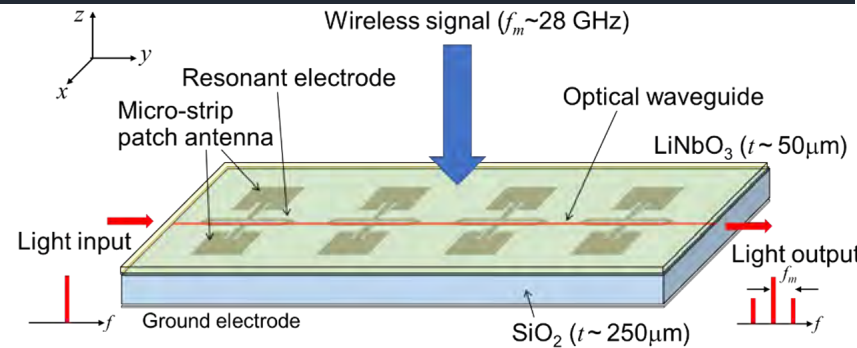 z
y
x
Wireless signal (fm~28 GHz)
Resonant electrode
Micro-strip
patch antenna
Optical waveguide
LiNbO3 (t~ 50μm)
Light input
Light output
fm
f
f
Ground electrode
SiO2 (t~ 250μm)